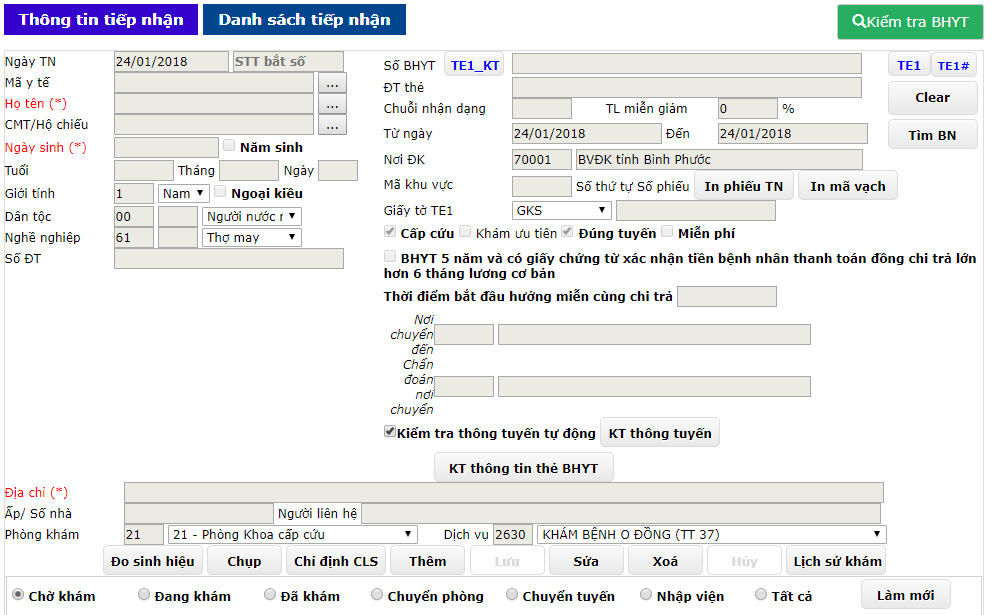 Thông tin tiếp nhận Danh sách tiếp nhận Kiểm tra BHYT
Ngày TN 24/01/2018 STT bắt số
Mã y tế ...
Họ tên (*) ...
CMT/Hộ chiếu ...
Ngày sinh (*) Năm sinh
Tuổi Tháng Ngày
Giới tính 1 Nam Ngoại kiều
Dân tộc 00 Người nước r
Nghề nghiệp 61 Thợ may
Số ĐT
Số BHYT TE1_KT TE1 TE1#
ĐT thẻ Clear
Chuỗi nhận dạng TL miễn giảm 0 %
Từ ngày 24/01/2018 Đến 24/01/2018 Tìm BN
Nơi ĐK 70001 BVĐK tỉnh Bình Phước
Mã khu vực Số thứ tự Số phiếu In phiếu TN In mã vạch
Giấy tờ TE1 GKS
Cấp cứu Khám ưu tiên Đúng tuyến Miễn phí
BHYT 5 năm và có giấy chứng từ xác nhận tiền bệnh nhân thanh toán đồng chi trả lớn
hơn 6 tháng lương cơ bản
Thời điểm bắt đầu hưởng miễn cùng chi trả
Nơi
chuyển
đến
Chẩn
đoán
nơi
chuyển
Kiểm tra thông tuyến tự động KT thông tuyến
KT thông tin thẻ BHYT
Địa chỉ (*)
Ấp/ Số nhà Người liên hệ
Phòng khám 21 21 - Phòng Khoa cấp cứu Dịch vụ 2630 KHÁM BỆNH O ĐỒNG (TT 37)
Đo sinh hiệu Chụp Chỉ định CLS Thêm Lưu Sửa Xoá Hủy Lịch sử khám
Chờ khám Đang khám Đã khám Chuyển phòng Chuyển tuyến Nhập viện Tất cả Làm mới